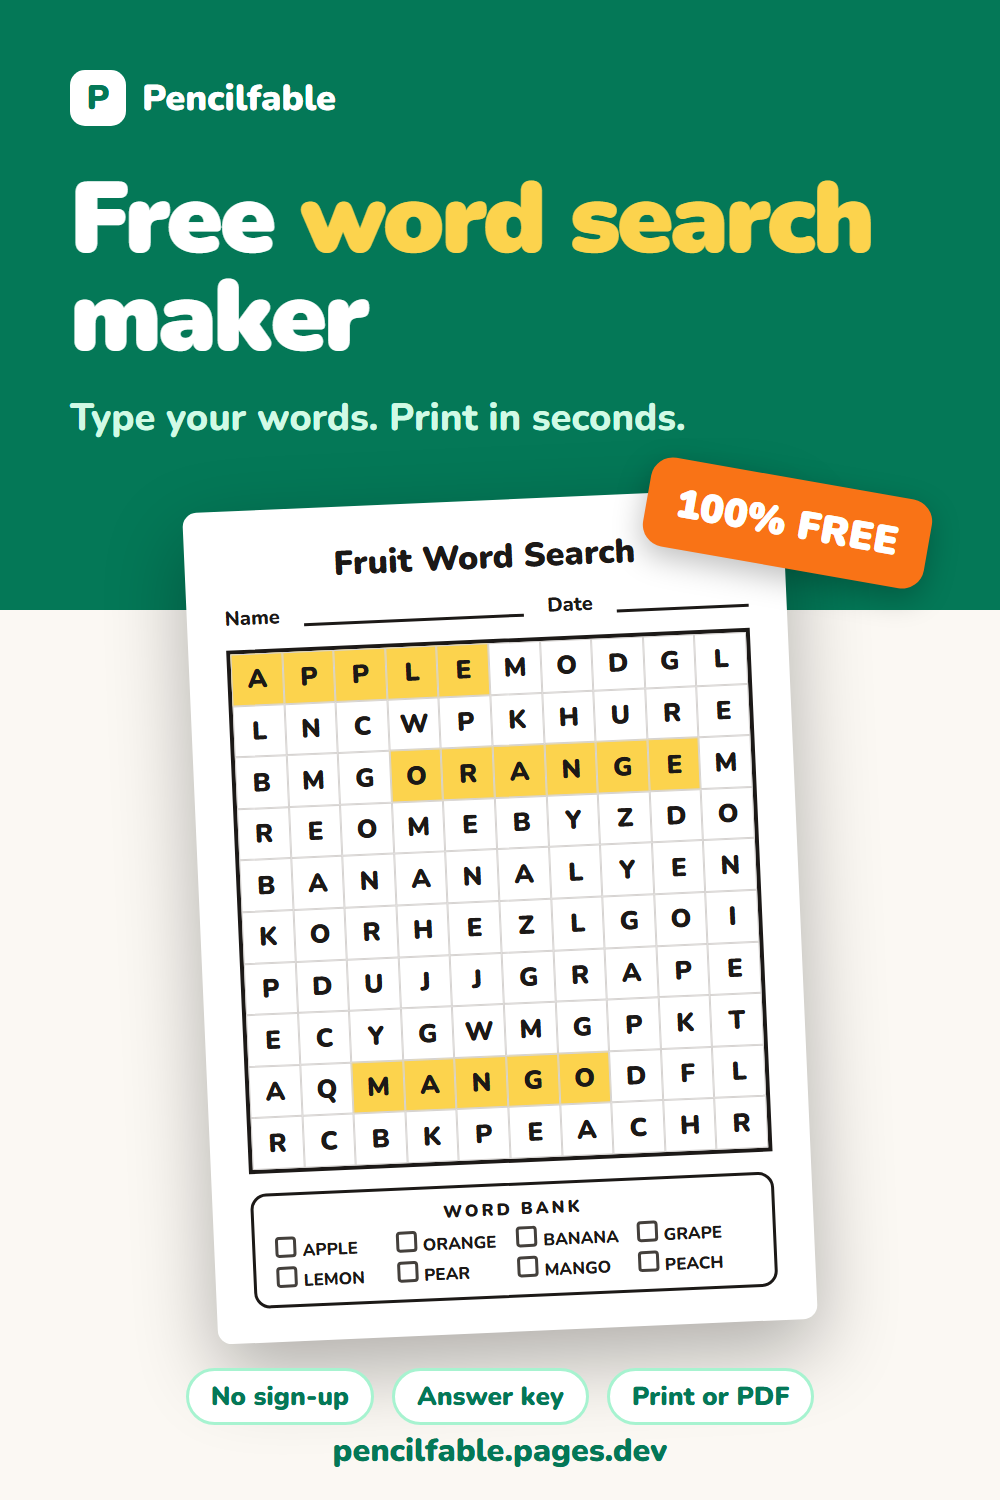 P Pencilfable
Free word search
maker
Type your words. Print in seconds.
100% FREE
Fruit Word Search
Name Date
A P P L E M O D G L
L N C W P K H U R E
B M G O R A N G E M
R E O M E B Y Z D O
B A N A N A L Y E N
K O R H E Z L G O I
P D U J J G R A P E
E C Y G W M G P K T
A Q M A N G O D F L
R C B K P E A C H R
WORD BANK
APPLE ORANGE BANANA GRAPE
LEMON PEAR MANGO PEACH
No sign-up Answer key Print or PDF
pencilfable.pages.dev